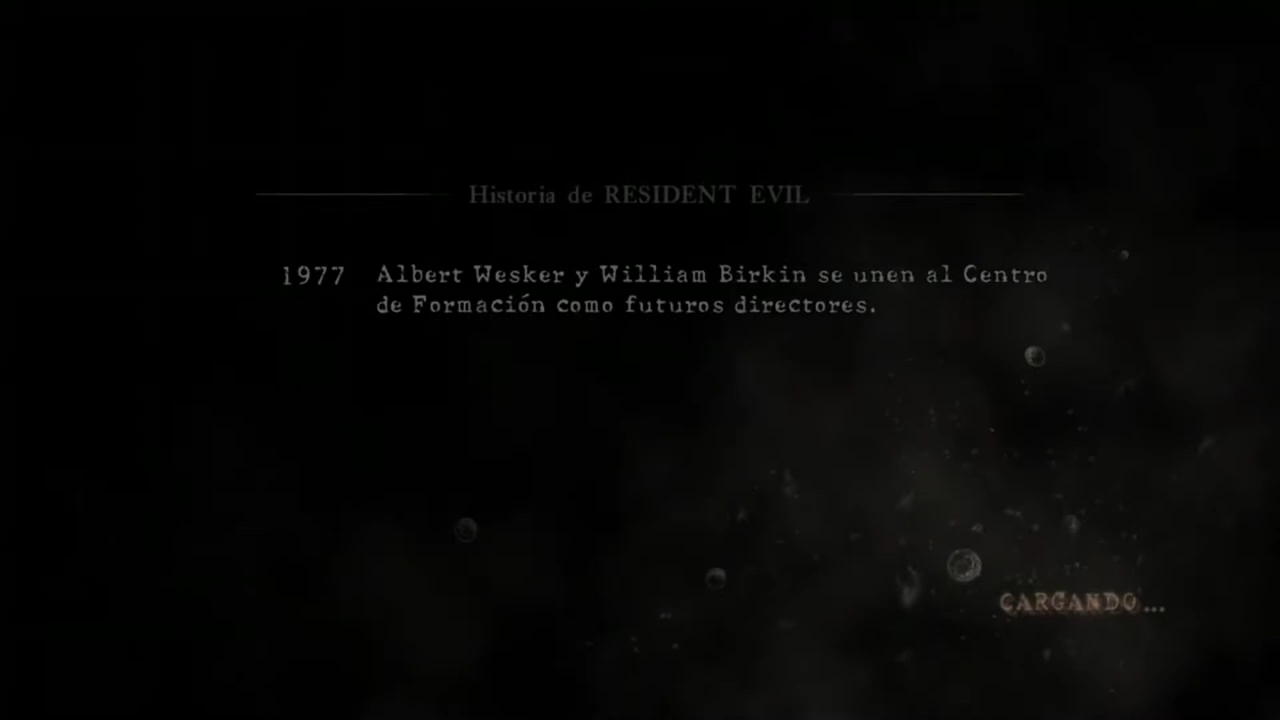 Historia de RESIDENT EVIL
1977 Albert Wesker y William Birkin se unen al Centro
de Formación como futuros directores.
CARGANDO...